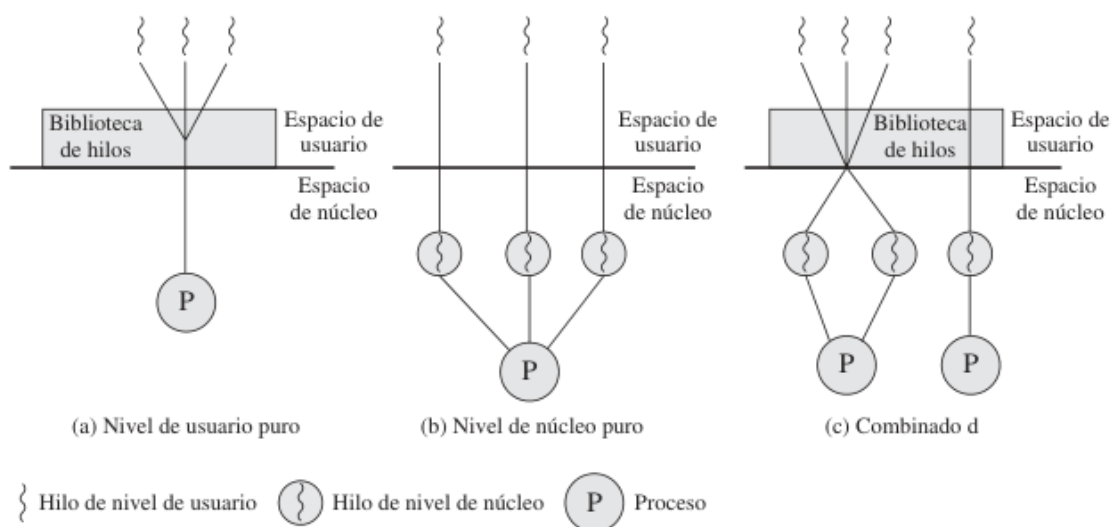 Biblioteca
de hilos
Espacio de
usuario
Espacio
de núcleo
P
(a) Nivel de usuario puro
Espacio de
usuario
Espacio
de núcleo
P
(b) Nivel de núcleo puro
Biblioteca
de hilos
Espacio de
usuario
Espacio
de núcleo
P
P
(c) Combinado d
Hilo de nivel de usuario
Hilo de nivel de núcleo
P
Proceso